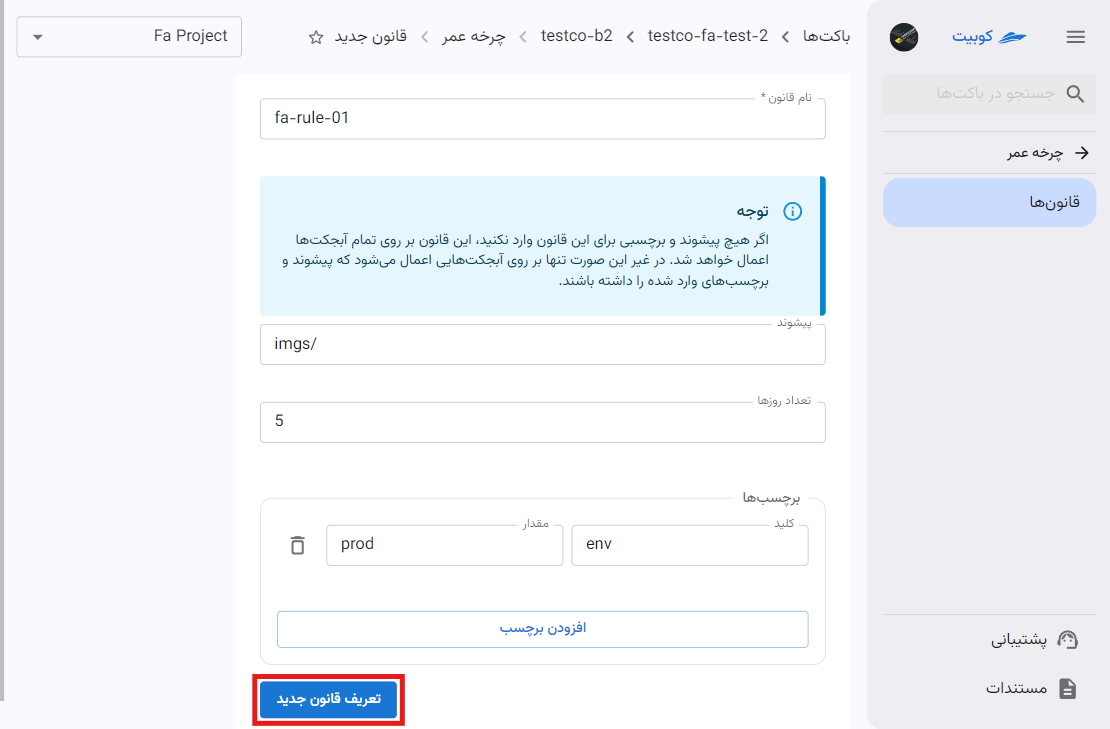 کوبیت
جستجو در باکت‌ها
چرخه عمر
قانون‌ها
پشتیبانی
مستندات
باکت‌ها
testco-fa-test-2
testco-b2
چرخه عمر
قانون جدید
Fa Project
نام قانون *
fa-rule-01
توجه
اگر هیچ پیشوند و برچسبی برای این قانون وارد نکنید، این قانون بر روی تمام آبجکت‌ها
اعمال خواهد شد. در غیر این صورت تنها بر روی آبجکت‌هایی اعمال می‌شود که پیشوند و
برچسب‌های وارد شده را داشته باشند.
پیشوند
imgs/
تعداد روزها
5
برچسب‌ها
کلید
env
مقدار
prod
افزودن برچسب
تعریف قانون جدید